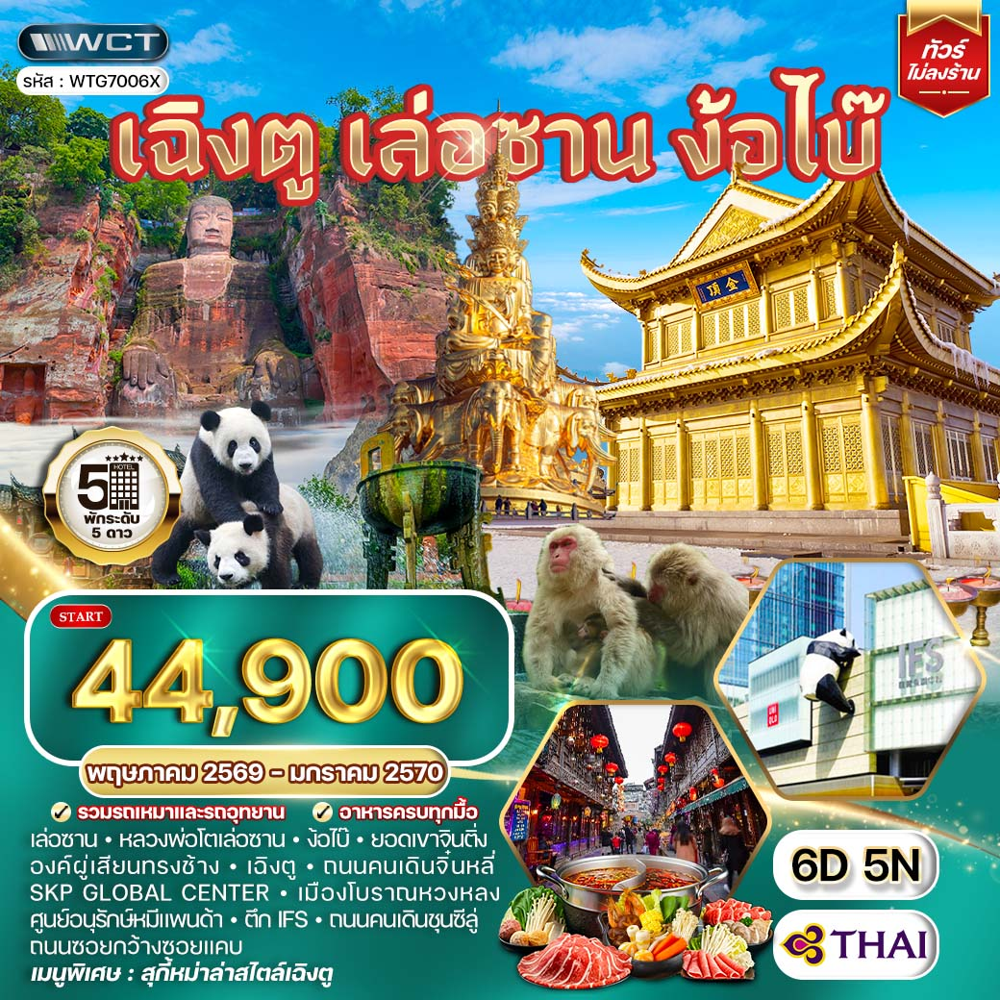 WCT
รหัส : WTG7006X
ทัวร์
ไม่ลงร้าน
เฉิงตู เล่อซาน ง้อไบ๊
金頂
HOTEL
5
พักระดับ
5 ดาว
START
44,900
พฤษภาคม 2569 - มกราคม 2570
รวมรถเหมาและรถอุทยาน อาหารครบทุกมื้อ
เล่อซาน • หลวงพ่อโตเล่อซาน • ง้อไบ๊ • ยอดเขาจินติ่ง
องค์ผู่เสียนทรงช้าง • เฉิงตู • ถนนคนเดินจิ๋นหลี่
SKP GLOBAL CENTER • เมืองโบราณหวงหลง
ศูนย์อนุรักษ์หมีแพนด้า • ตึก IFS • ถนนคนเดินชุนซีลู่
ถนนซอยกว้างซอยแคบ
เมนูพิเศษ : สุกี้หม่าล่าสไตล์เฉิงตู
IFS
UNI
QLO
6D 5N
THAI